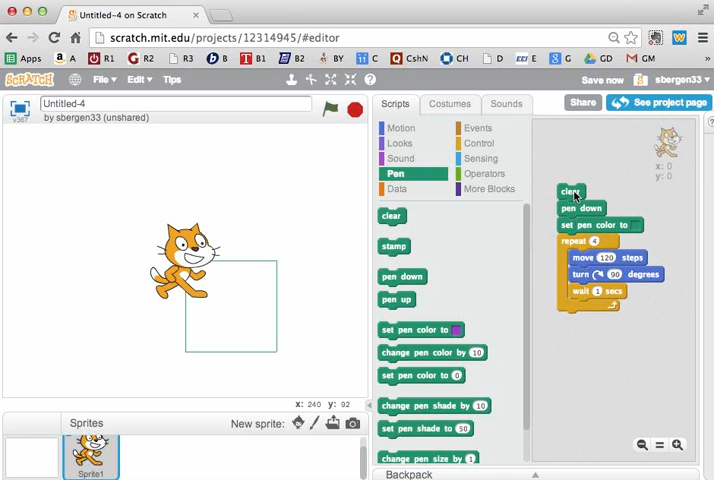 Untitled-4 on Scratch
scratch.mit.edu/projects/12314945/#editor
Apps A R1 R2 R3 B T1 B2 BY CI CshN CH D EEI E GB GD GM
SCRATCH File Edit Tips Save now sbergen33
Untitled-4
by sbergen33 (unshared)
v367
Scripts Costumes Sounds
Share See project page
Motion Events
Looks Control
Sound Sensing
Pen Operators
Data More Blocks
clear
stamp
pen down
pen up
set pen color to
change pen color by 10
set pen color to 0
change pen shade by 10
set pen shade to 50
change pen size by 1
x: 0
y: 0
clear
pen down
set pen color to
repeat 4
move 120 steps
turn 90 degrees
wait 1 secs
x: 240 y: 92
Sprites New sprite:
Sprite1
Backpack